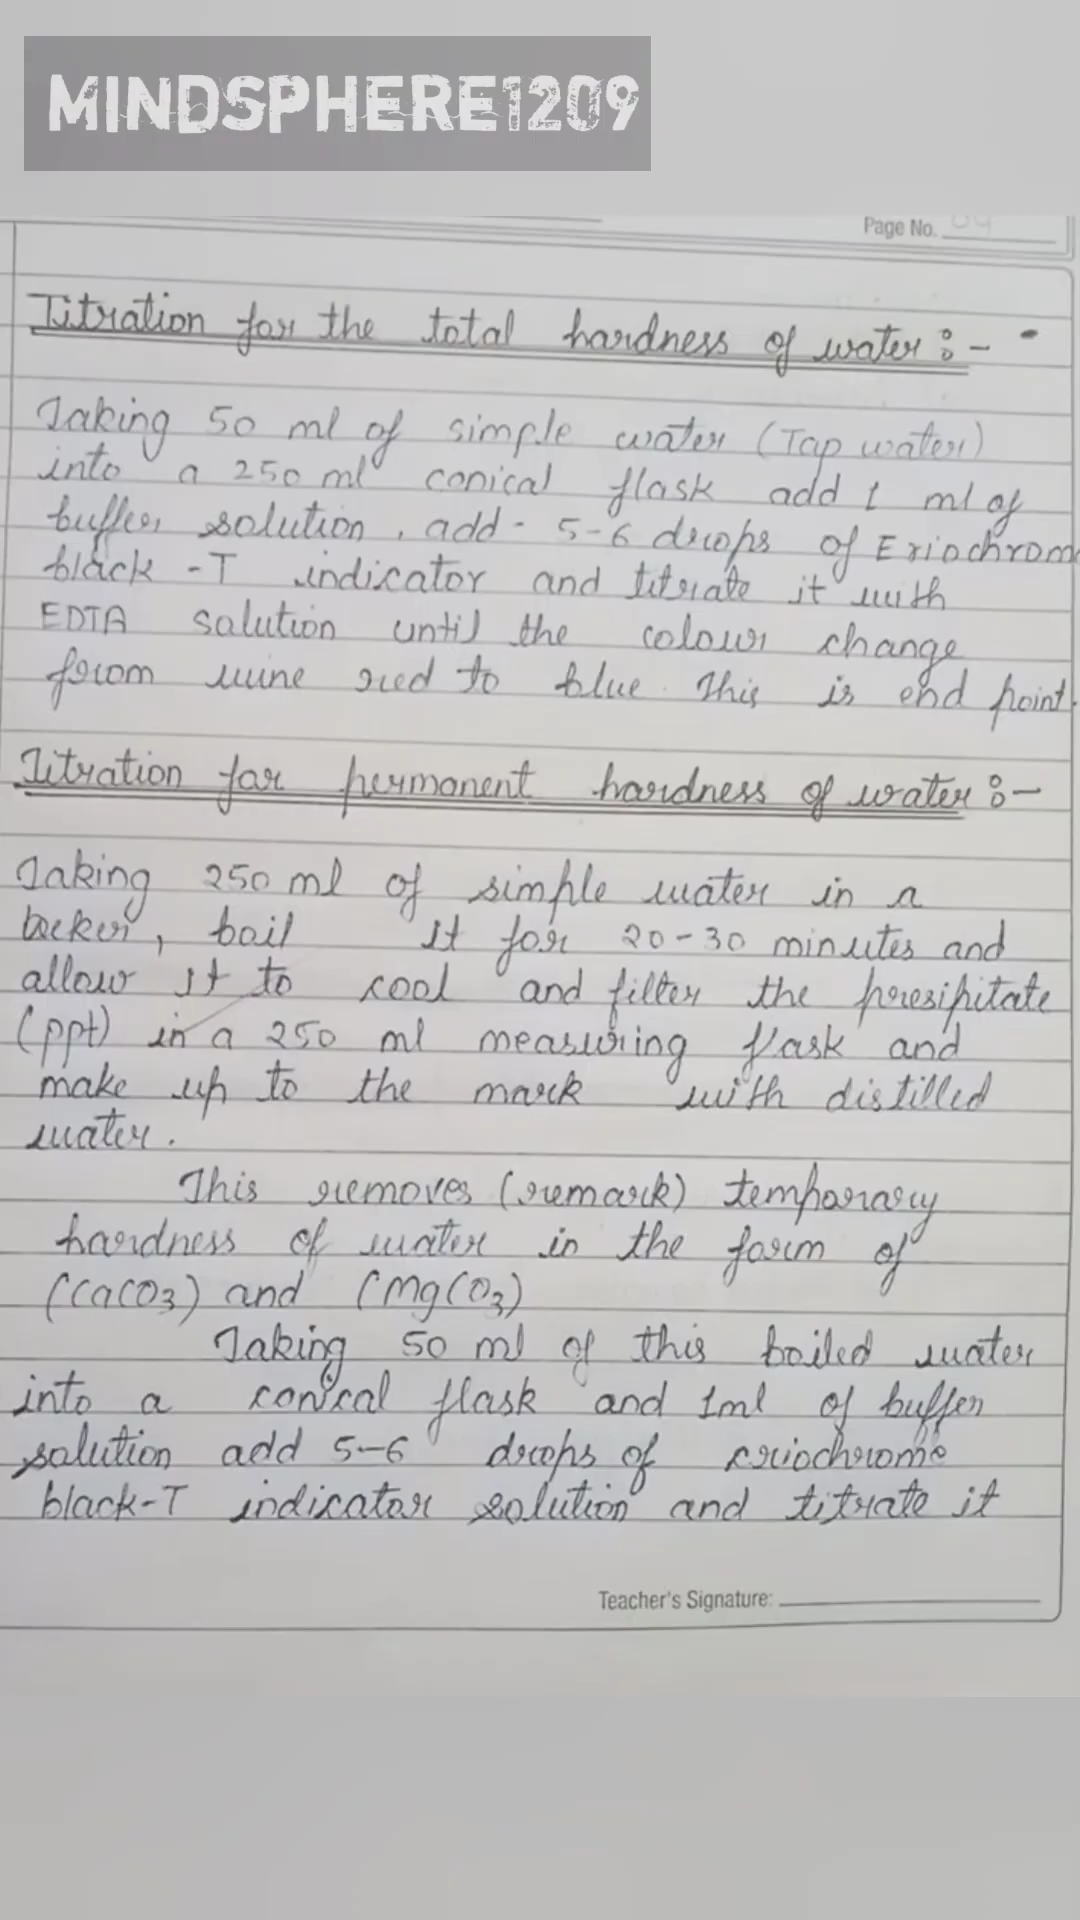 MINDSPHERE1209
Page No. 09
Titration for the total hardness of water :-
Taking 50 ml of simple water (Tap water)
into a 250 ml conical flask add 1 ml of
buffer solution, add - 5-6 drops of Eriochrom
black -T indicator and titrate it with
EDTA solution until the colour change
from wine red to blue. This is end point.
Titration for permanent hardness of water :-
Taking 250 ml of simple water in a
becker, boil it for 20-30 minutes and
allow it to cool and filter the presipitate
(ppt) in a 250 ml measuring flask and
make up to the mark with distilled
water.
This removes (remark) temporary
hardness of water in the form of
(CaCO3) and (MgCO3)
Taking 50 ml of this boiled water
into a conical flask and 1ml of buffer
solution add 5-6 drops of eriochrome
black-T indicator solution and titrate it
Teacher's Signature: